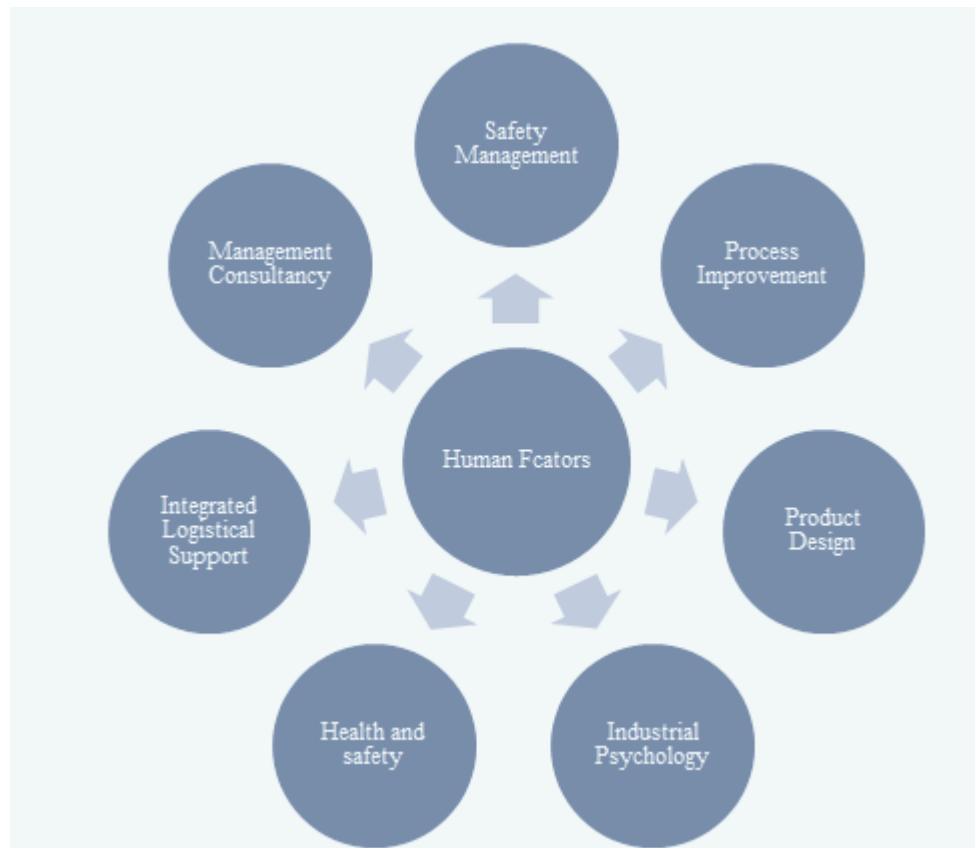 Safety
Management
Management
Consultancy
Process
Improvement
Human Fcators
Integrated
Logistical
Support
Product
Design
Health and
safety
Industrial
Psychology